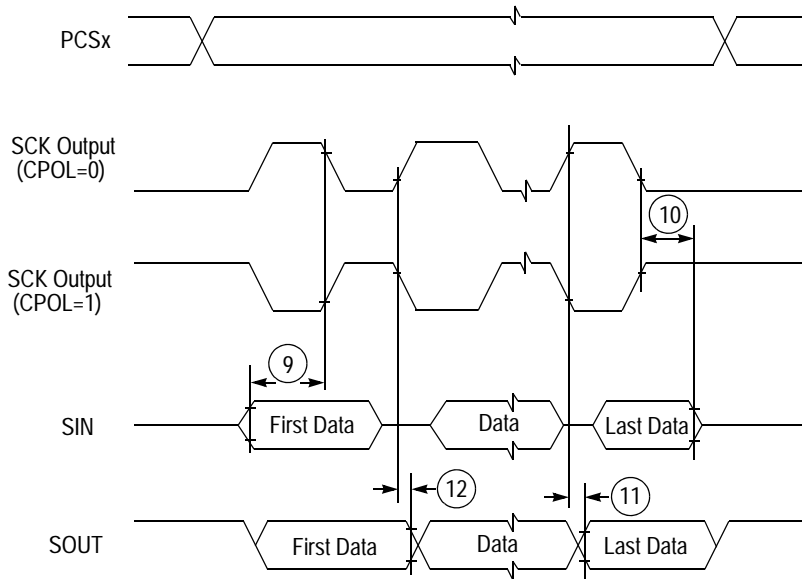 PCSx
SCK Output
(CPOL=0)
10
SCK Output
(CPOL=1)
9
SIN
First Data
Data
Last Data
12
11
SOUT
First Data
Data
Last Data